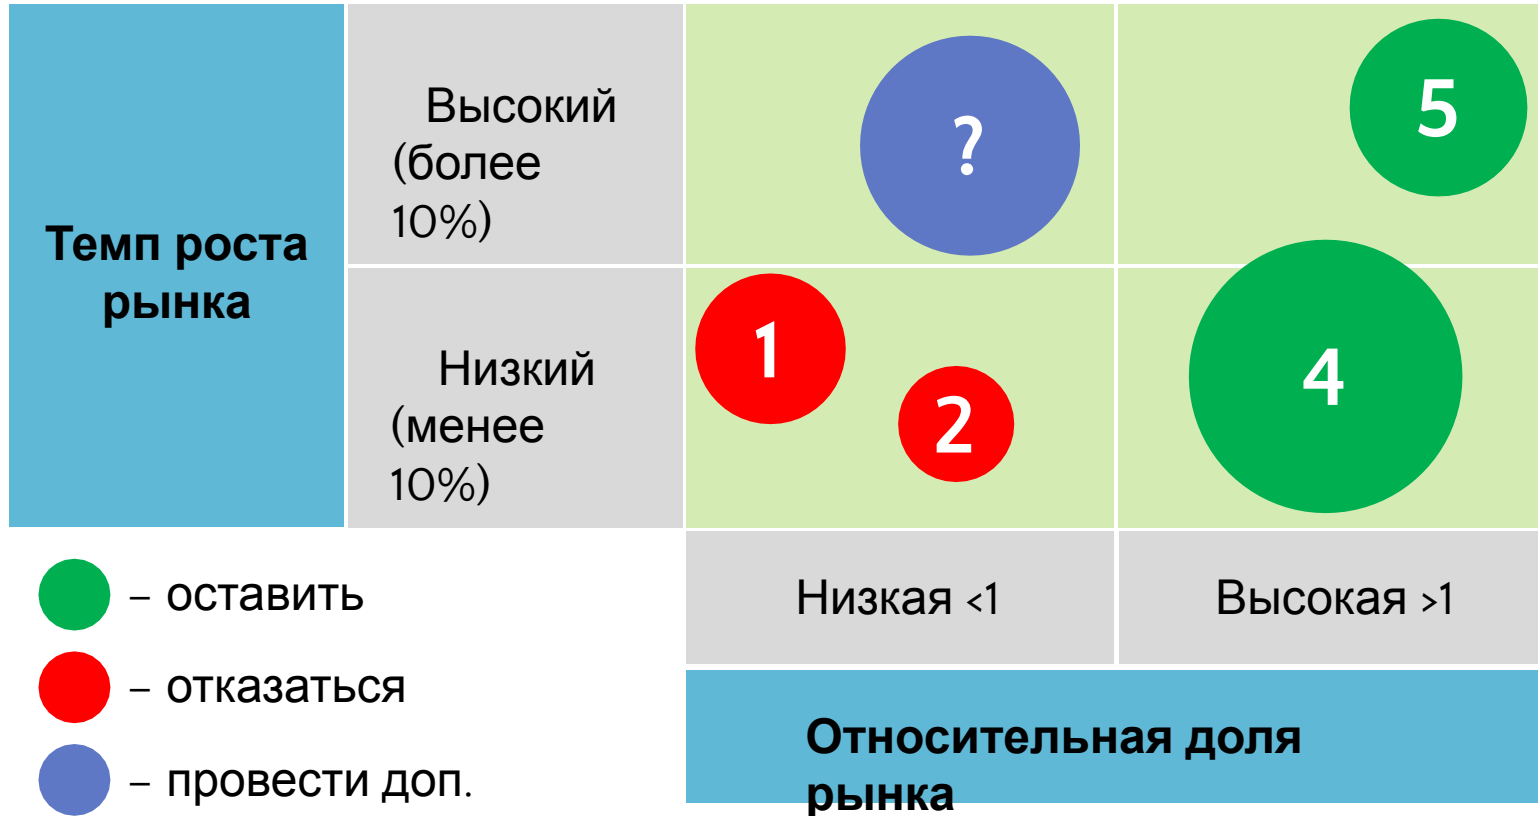 Темп роста
рынка
Высокий
(более
10%)
?
5
Низкий
(менее
10%)
1
2
4
Низкая <1
Высокая >1
Относительная доля
рынка
– оставить
– отказаться
– провести доп.